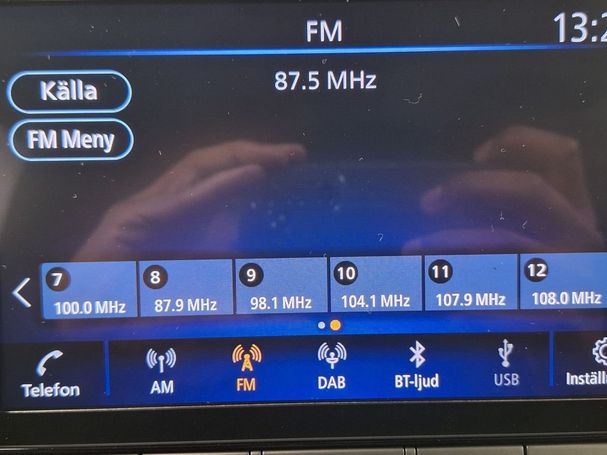 FM
13:2
87.5 MHz
Källa
FM Meny
7 8 9 10 11 12
100.0 MHz 87.9 MHz 98.1 MHz 104.1 MHz 107.9 MHz 108.0 MHz
Telefon AM FM DAB BT-ljud USB Inställn